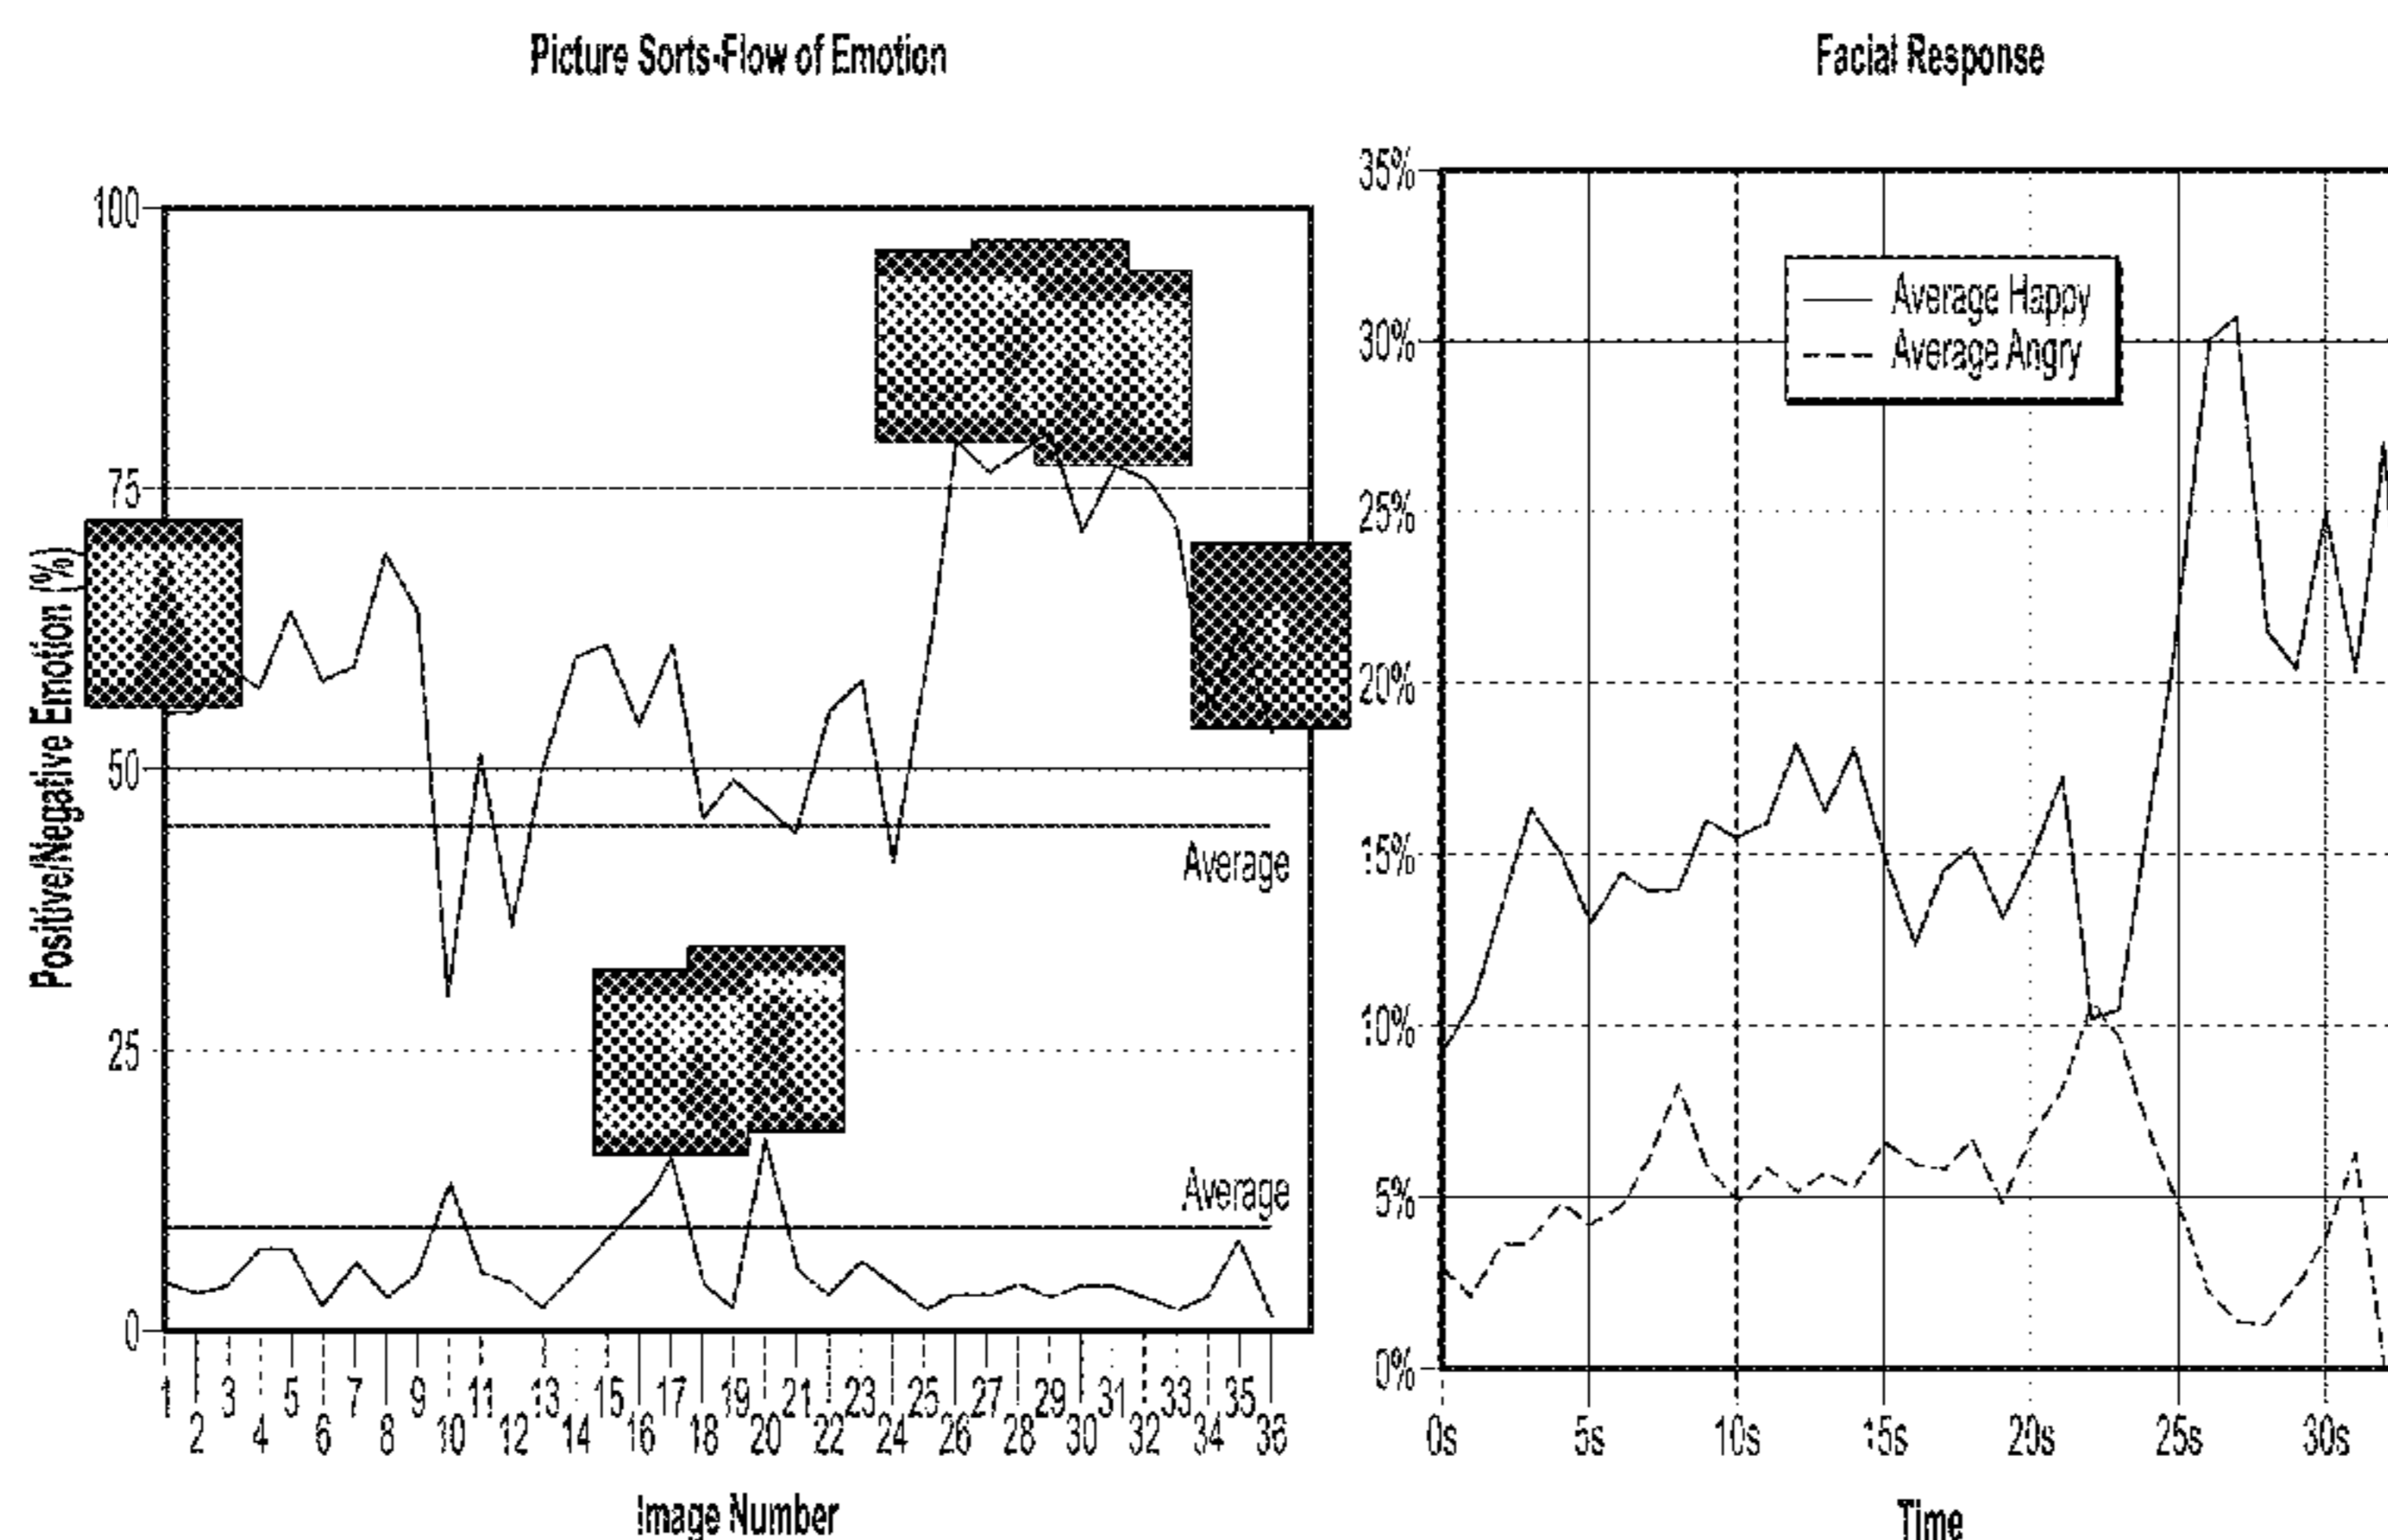 Picture Sorts-Flow of Emotion
Positive/Negative Emotion (%)
100
75
50
25
0
Average
Average
1 2 3 4 5 6 7 8 9 10 11 12 13 14 15 16 17 18 19 20 21 22 23 24 25 26 27 28 29 30 31 32 33 34 35 36
Image Number
Facial Response
35%
30%
25%
20%
15%
10%
5%
0%
Average Happy
Average Angry
0s 5s 10s 15s 20s 25s 30s
Time